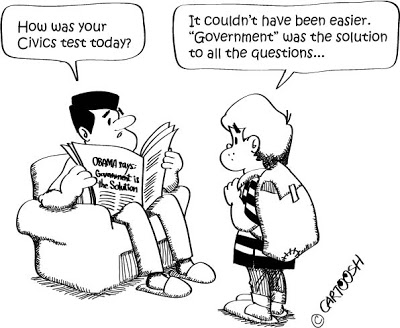 How was your
Civics test today?
It couldn't have been easier.
"Government" was the solution
to all the questions...
OBAMA says:
Government is
the Solution
© CARTOOSH